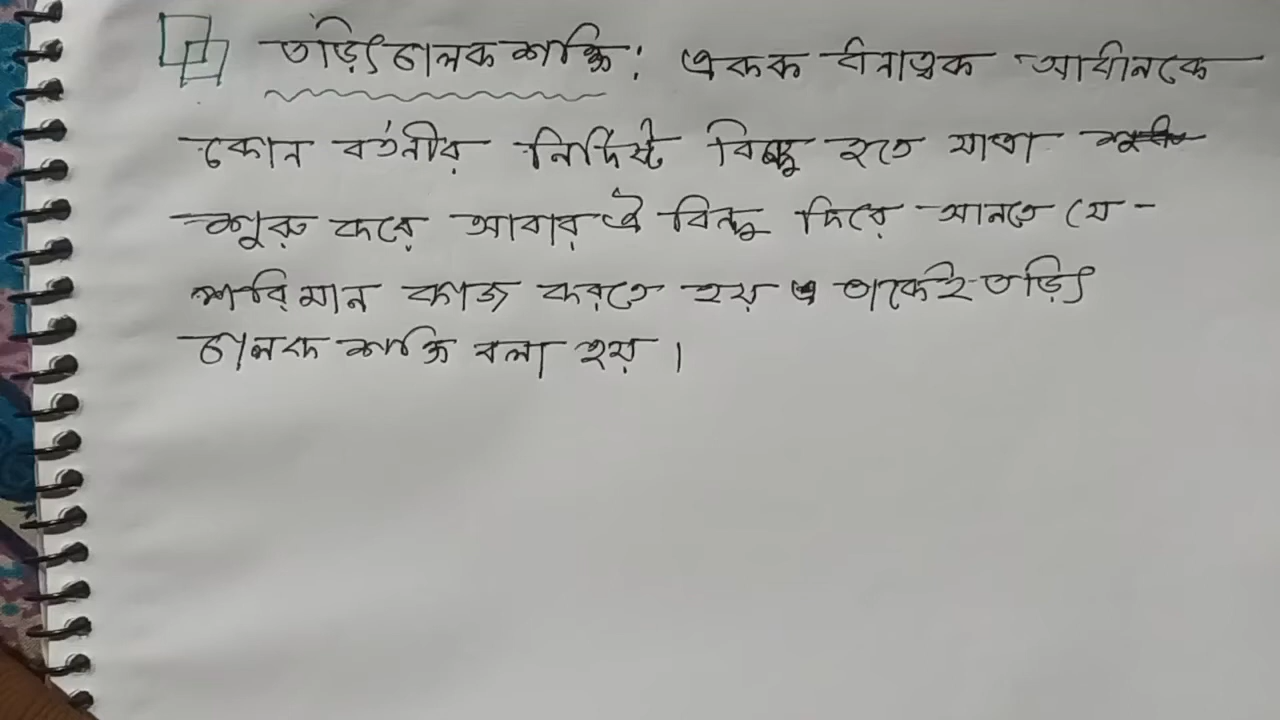 তড়িৎচালক শক্তি: একক ধনাত্বক আধানকে
কোন বর্তনীর নির্দিষ্ট বিন্দু হতে যাত্রা
শুরু করে আবার ঐ বিন্দু দিরে আনতে যে-
পরিমান কাজ করতে হয় তাকেই তড়িৎ
চালক শক্তি বলা হয়।